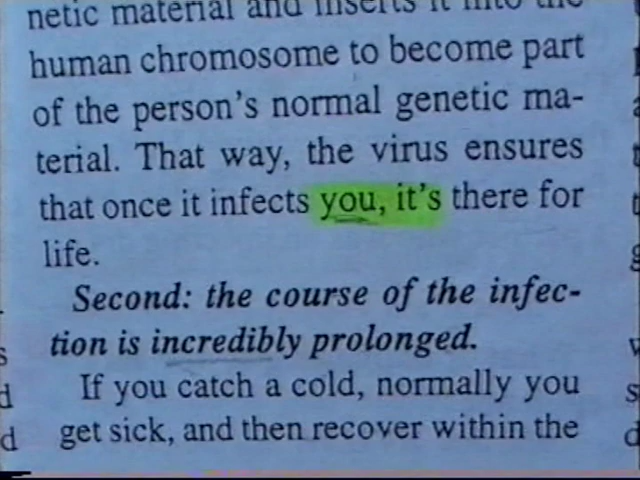 netic material and inserts it into the
human chromosome to become part
of the person's normal genetic ma-
terial. That way, the virus ensures
that once it infects you, it's there for
life.
Second: the course of the infec-
tion is incredibly prolonged.
If you catch a cold, normally you
get sick, and then recover within the